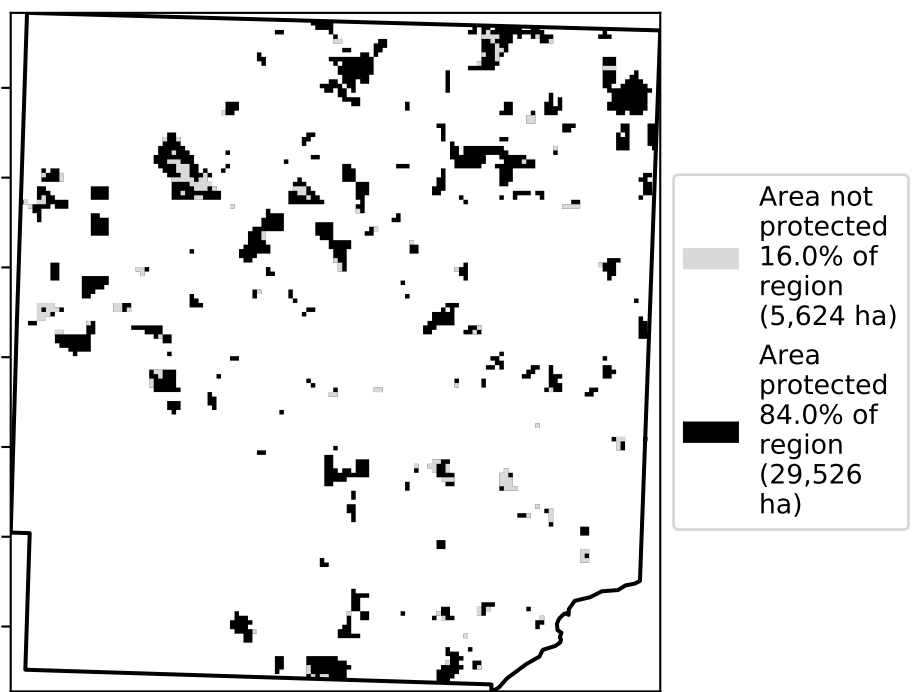 Area not
protected
16.0% of
region
(5,624 ha)
Area
protected
84.0% of
region
(29,526
ha)